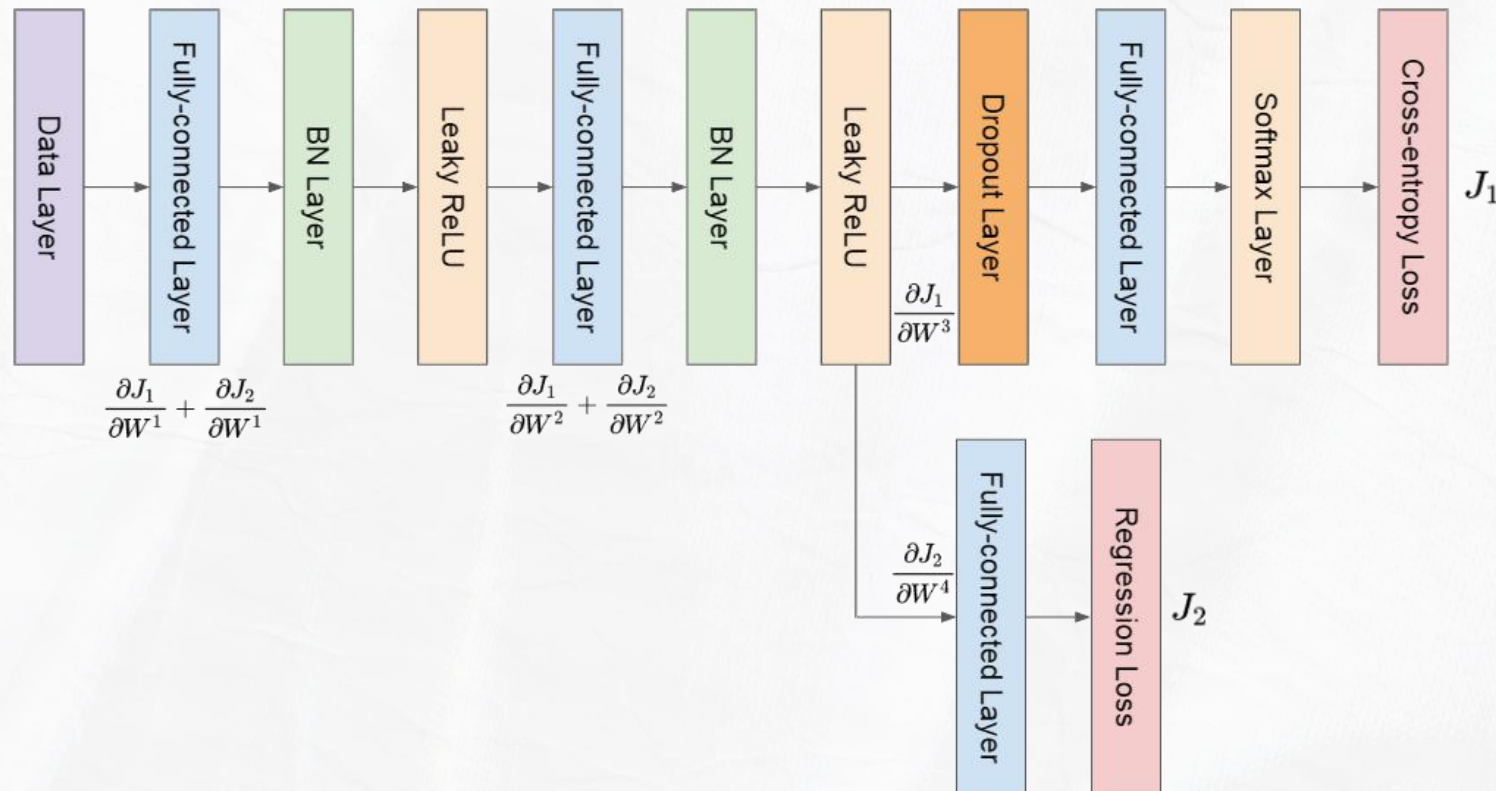 Data Layer
Fully-connected Layer
BN Layer
Leaky ReLU
Fully-connected Layer
BN Layer
Leaky ReLU
Dropout Layer
Fully-connected Layer
Softmax Layer
Cross-entropy Loss
J₁
∂J₁/∂W³
∂J₁/∂W¹ + ∂J₂/∂W¹
∂J₁/∂W² + ∂J₂/∂W²
∂J₂/∂W⁴
Fully-connected Layer
Regression Loss
J₂